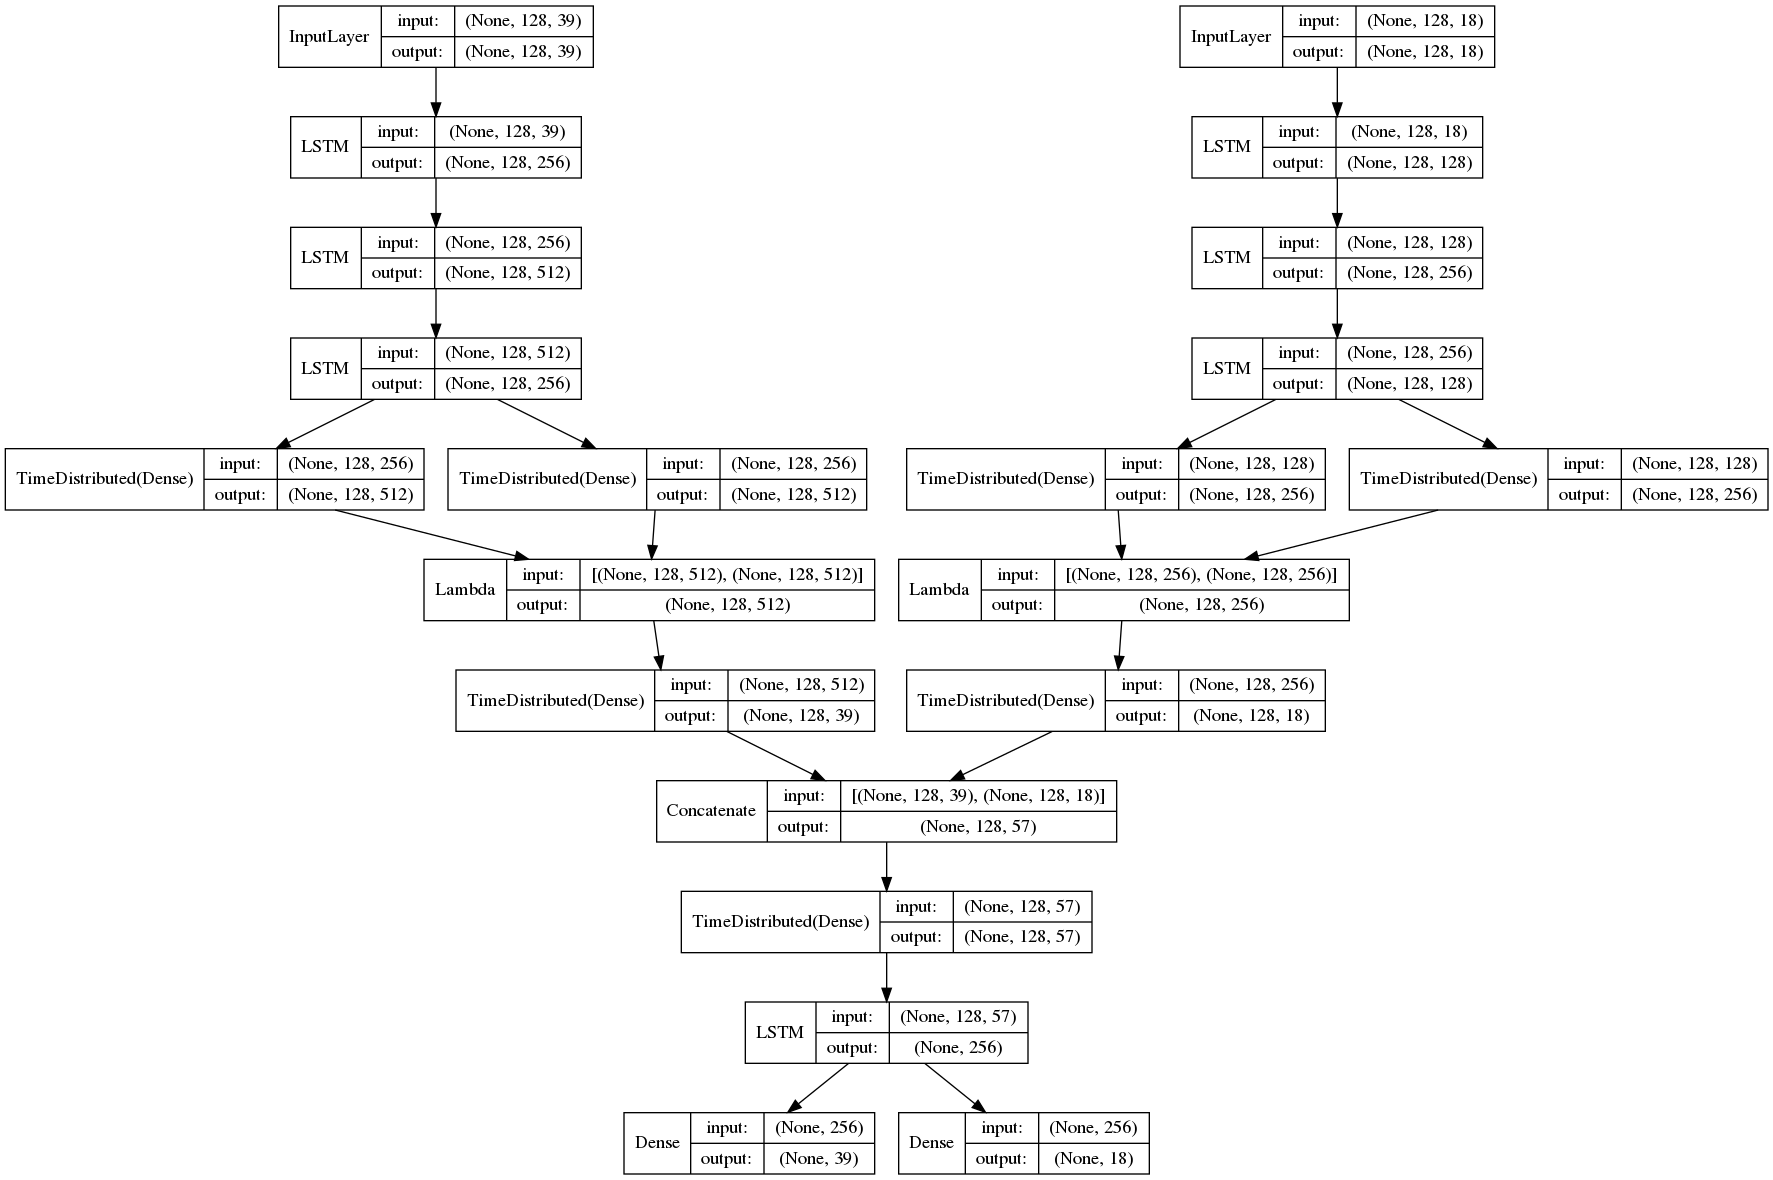 InputLayer input: (None, 128, 39)
output: (None, 128, 39)
InputLayer input: (None, 128, 18)
output: (None, 128, 18)
LSTM input: (None, 128, 39)
output: (None, 128, 256)
LSTM input: (None, 128, 18)
output: (None, 128, 128)
LSTM input: (None, 128, 256)
output: (None, 128, 512)
LSTM input: (None, 128, 128)
output: (None, 128, 256)
LSTM input: (None, 128, 512)
output: (None, 128, 256)
LSTM input: (None, 128, 256)
output: (None, 128, 128)
TimeDistributed(Dense) input: (None, 128, 256)
output: (None, 128, 512)
TimeDistributed(Dense) input: (None, 128, 256)
output: (None, 128, 512)
TimeDistributed(Dense) input: (None, 128, 128)
output: (None, 128, 256)
TimeDistributed(Dense) input: (None, 128, 128)
output: (None, 128, 256)
Lambda input: [(None, 128, 512), (None, 128, 512)]
output: (None, 128, 512)
Lambda input: [(None, 128, 256), (None, 128, 256)]
output: (None, 128, 256)
TimeDistributed(Dense) input: (None, 128, 512)
output: (None, 128, 39)
TimeDistributed(Dense) input: (None, 128, 256)
output: (None, 128, 18)
Concatenate input: [(None, 128, 39), (None, 128, 18)]
output: (None, 128, 57)
TimeDistributed(Dense) input: (None, 128, 57)
output: (None, 128, 57)
LSTM input: (None, 128, 57)
output: (None, 256)
Dense input: (None, 256)
output: (None, 39)
Dense input: (None, 256)
output: (None, 18)